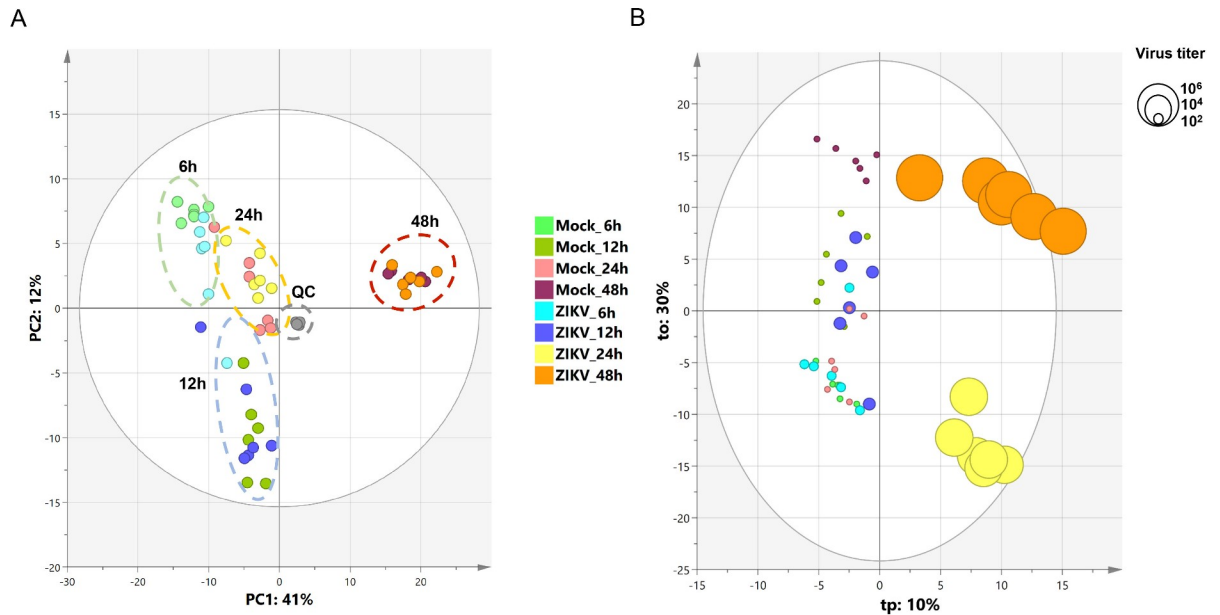 A
B
Virus titer
10⁶
10⁴
10²
15
10
5
0
-5
-10
-15
-20
PC2: 12%
6h
24h
48h
QC
12h
-30
-20
-10
0
10
20
PC1: 41%
Mock_6h
Mock_12h
Mock_24h
Mock_48h
ZIKV_6h
ZIKV_12h
ZIKV_24h
ZIKV_48h
20
15
10
5
0
-5
-10
-15
-20
-25
to: 30%
-15
-10
-5
0
5
10
15
tp: 10%